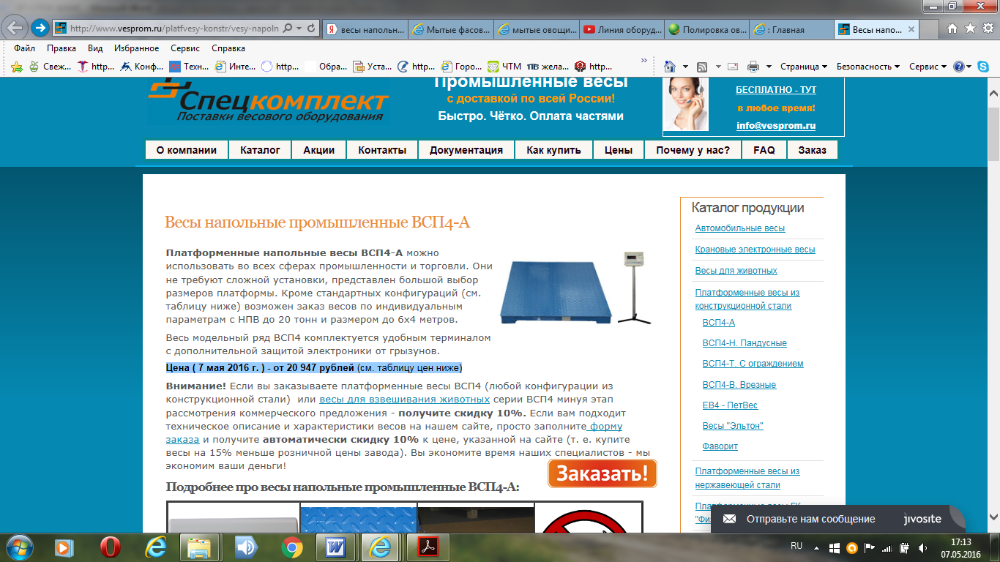 http://www.vesprom.ru/platfvesy-konstr/vesy-napoln
весы напольн...
Мытые фасов...
мытые овощи...
Линия оборуд...
Полировка ов...
: Главная
Весы напо...
Файл Правка Вид Избранное Сервис Справка
Свеж... http... Конф... Техн... Инте... http... Обра... Уста... http... Горо... ЧТМ жела... http...
Страница Безопасность Сервис
Спецкомплект
Поставки весового оборудования
Промышленные весы
с доставкой по всей России!
Быстро. Чётко. Оплата частями
БЕСПЛАТНО - ТУТ
в любое время!
info@vesprom.ru
О компании Каталог Акции Контакты Документация Как купить Цены Почему у нас? FAQ Заказ
Весы напольные промышленные ВСП4-А
Платформенные напольные весы ВСП4-А можно
использовать во всех сферах промышленности и торговли. Они
не требуют сложной установки, представлен большой выбор
размеров платформы. Кроме стандартных конфигураций (см.
таблицу ниже) возможен заказ весов по индивидуальным
параметрам с НПВ до 20 тонн и размером до 6х4 метров.
Весь модельный ряд ВСП4 комплектуется удобным терминалом
с дополнительной защитой электроники от грызунов.
Цена ( 7 мая 2016 г. ) - от 20 947 рублей (см. таблицу цен ниже)
Внимание! Если вы заказываете платформенные весы ВСП4 (любой конфигурации из
конструкционной стали) или весы для взвешивания животных серии ВСП4 минуя этап
рассмотрения коммерческого предложения - получите скидку 10%. Если вам подходит
техническое описание и характеристики весов на нашем сайте, просто заполните форму
заказа и получите автоматически скидку 10% к цене, указанной на сайте (т. е. купите
весы на 15% меньше розничной цены завода). Вы экономите время наших специалистов - мы
экономим ваши деньги!
Заказать!
Подробнее про весы напольные промышленные ВСП4-А:
Каталог продукции
Автомобильные весы
Крановые электронные весы
Весы для животных
Платформенные весы из
конструкционной стали
ВСП4-А
ВСП4-Н. Пандусные
ВСП4-Т. С ограждением
ВСП4-В. Врезные
ЕВ4 - ПетВес
Весы "Эльтон"
Фаворит
Платформенные весы из
нержавеющей стали
Отправьте нам сообщение jivosite
RU
17:13
07.05.2016